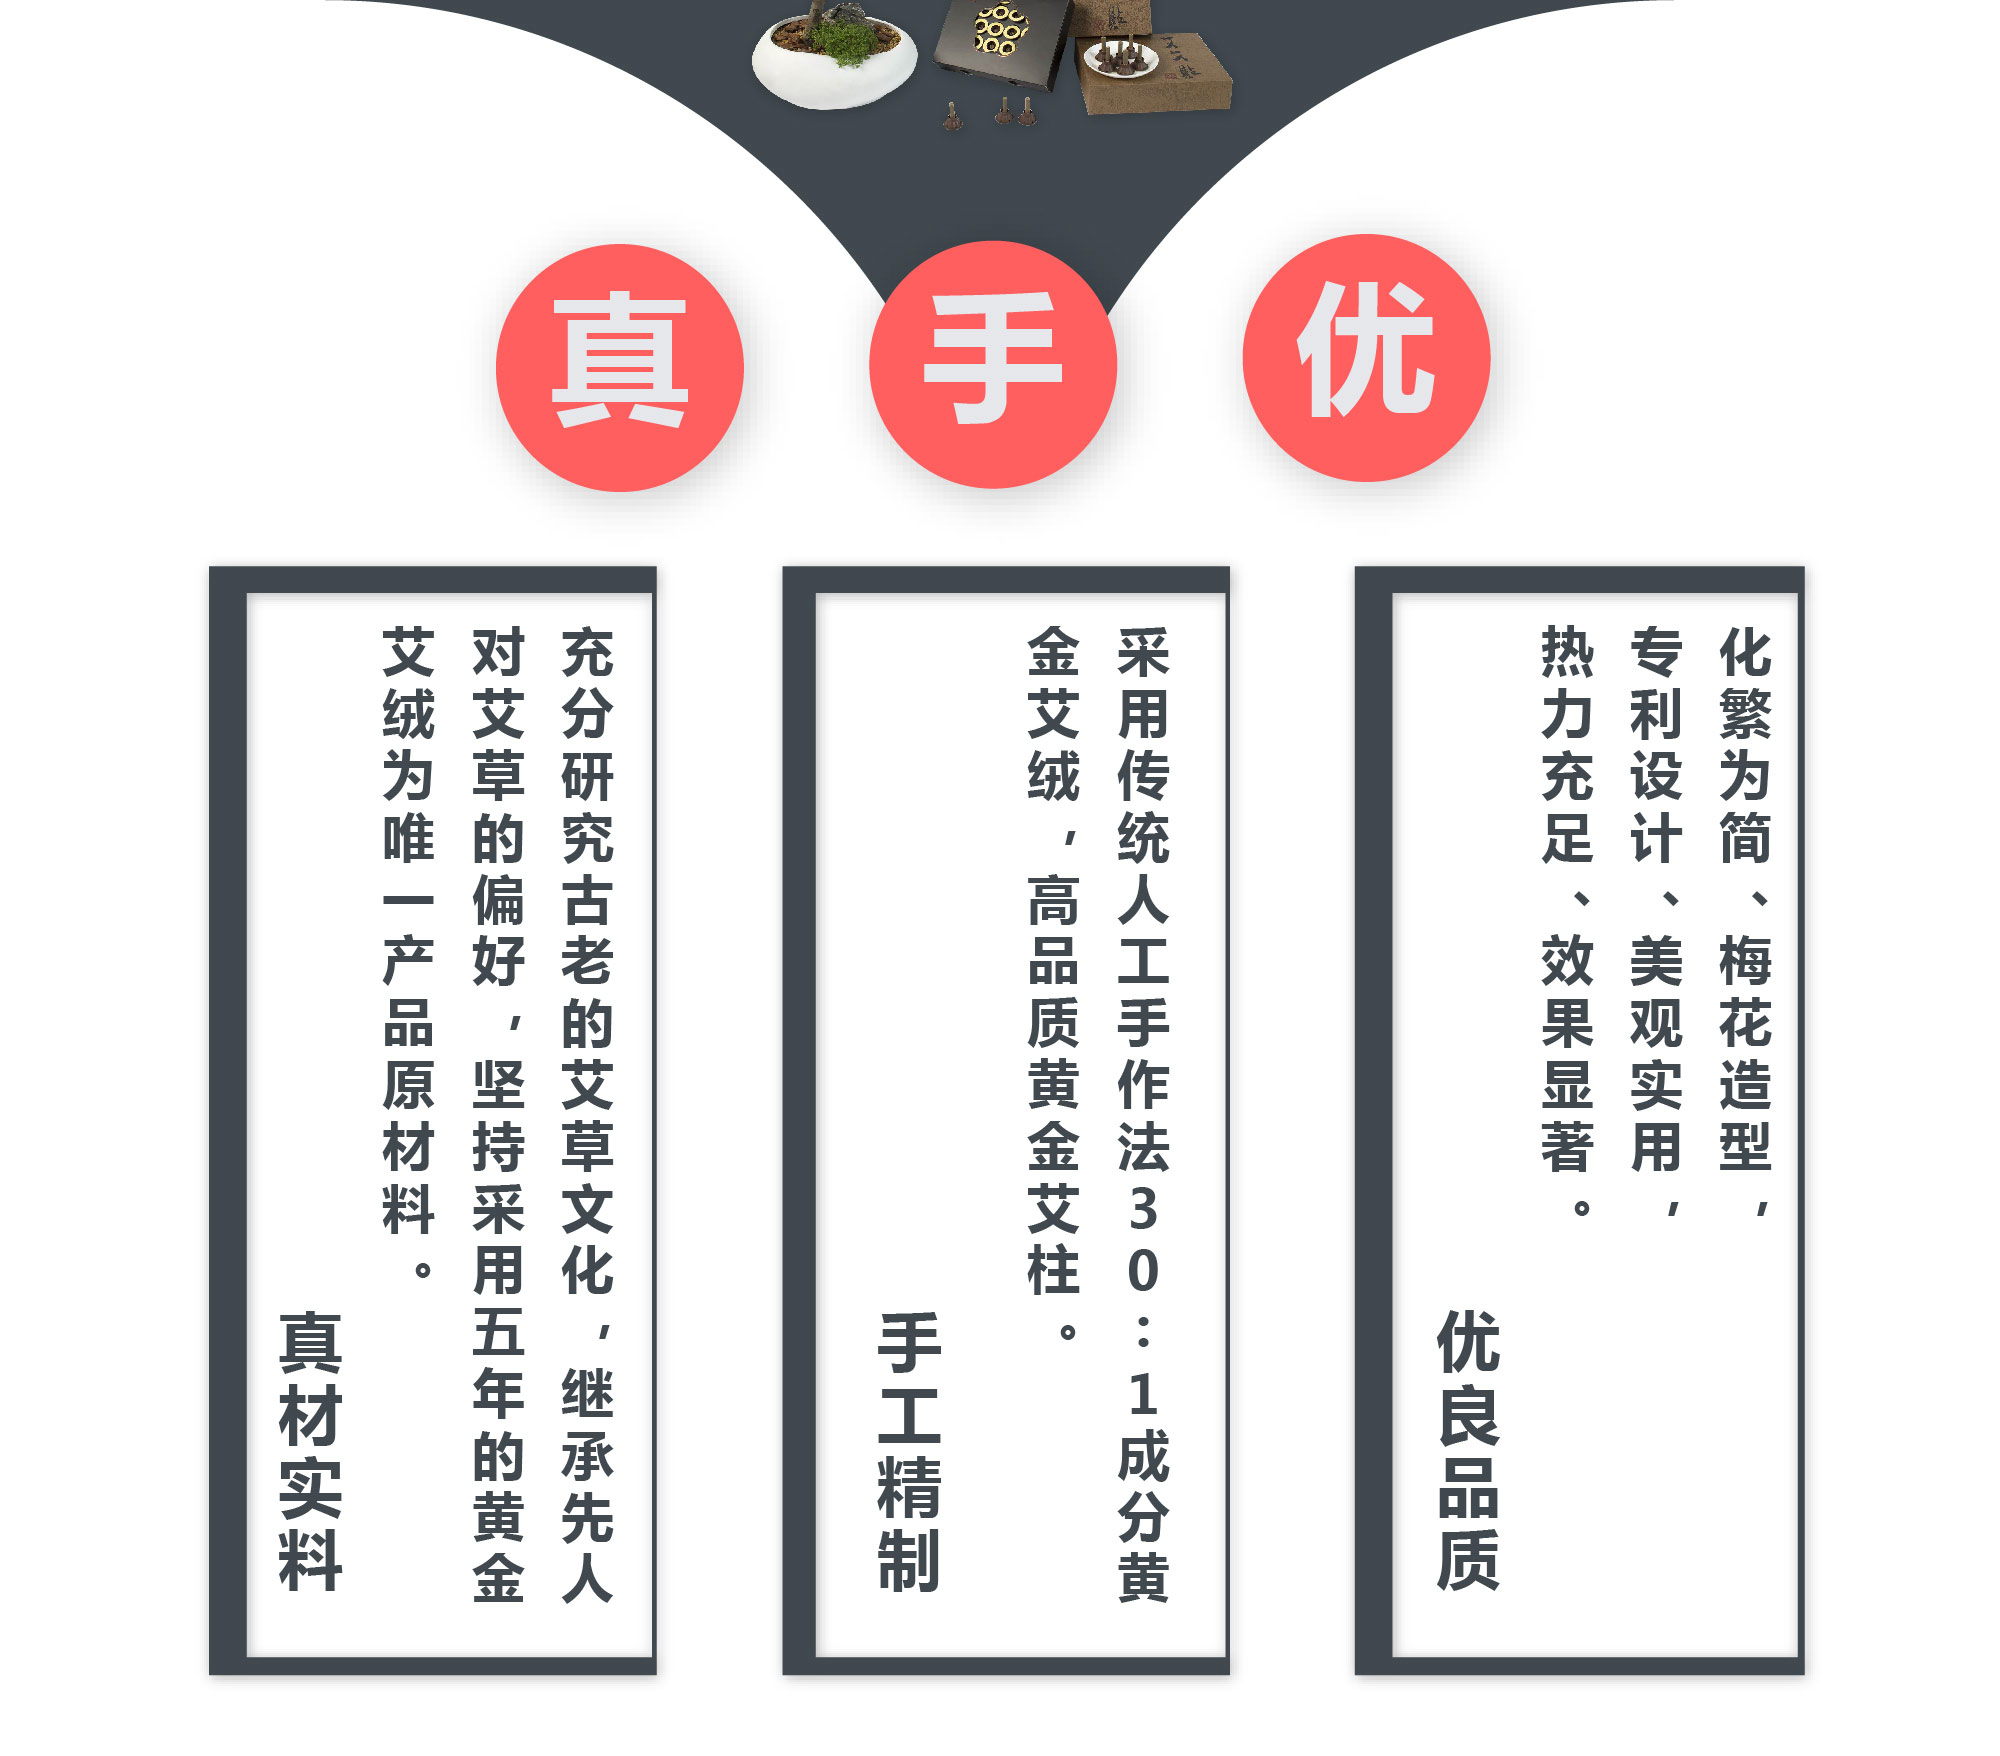 真
手
优
充分研究古老的艾草文化，继承先人
对艾草的偏好，坚持采用五年的黄金
艾绒为唯一产品原材料。
真材实料
采用传统人工手作法30：1成分黄
金艾绒，高品质黄金艾柱。
手工精制
化繁为简、梅花造型，
专利设计、美观实用，
热力充足、效果显著。
优良品质